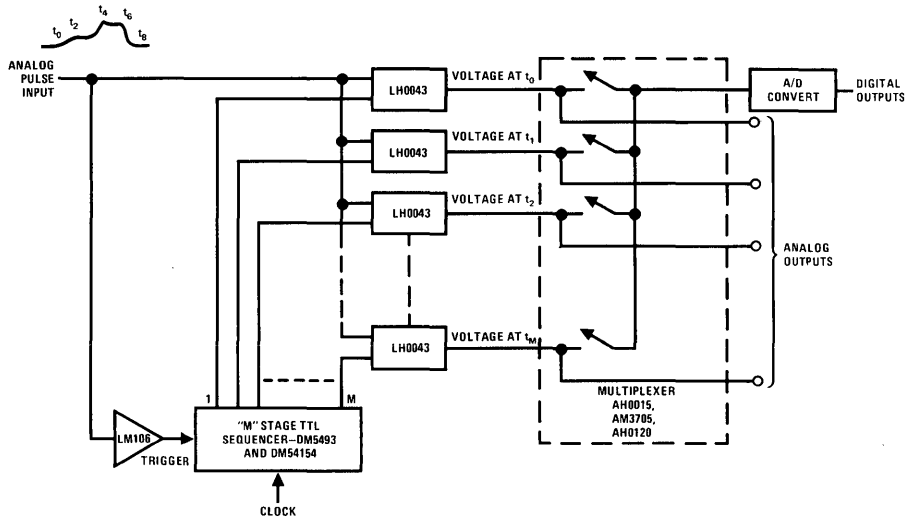 t0
t2
t4
t6
t8
ANALOG
PULSE
INPUT
LH0043
VOLTAGE AT t0
A/D
CONVERT
DIGITAL
OUTPUTS
LH0043
VOLTAGE AT t1
LH0043
VOLTAGE AT t2
ANALOG
OUTPUTS
LH0043
VOLTAGE AT tM
MULTIPLEXER
AH0015,
AM3705,
AH0120
1
M
LM106
TRIGGER
"M" STAGE TTL
SEQUENCER–DM5493
AND DM54154
CLOCK